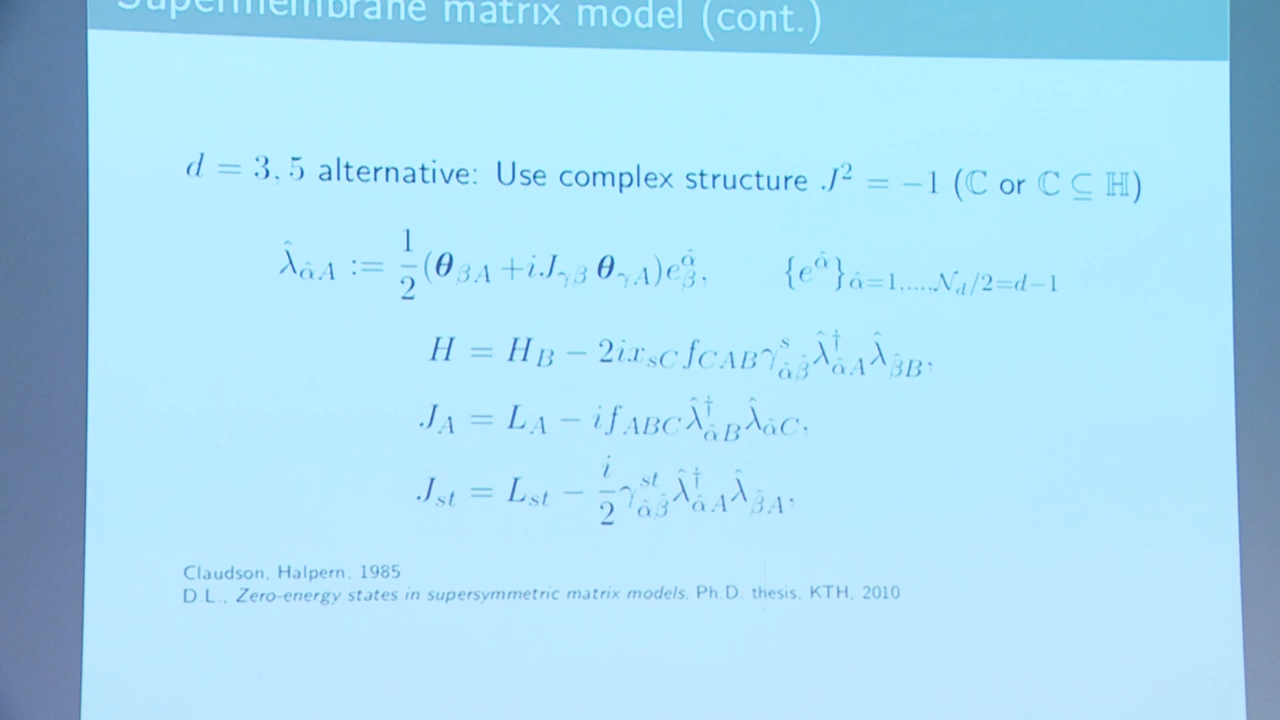 Supermembrane matrix model (cont.)
d = 3, 5 alternative: Use complex structure J² = −1 (ℂ or ℂ ⊆ ℍ)
λ̂_{α̂A} := 1/2 (θ_{βA} + iJ_{γβ} θ_{γA})e^{α̂}_{β}, {e^{α̂}}_{α̂=1,...,𝒩_d/2=d−1}
H = H_B − 2ix_{sC} f_{CAB} γ^s_{α̂β̂} λ̂†_{α̂A} λ̂_{β̂B},
J_A = L_A − i f_{ABC} λ̂†_{α̂B} λ̂_{α̂C},
J_{st} = L_{st} − i/2 γ^{st}_{α̂β̂} λ̂†_{α̂A} λ̂_{β̂A},
Claudson, Halpern, 1985
D.L., Zero-energy states in supersymmetric matrix models, Ph.D. thesis, KTH, 2010